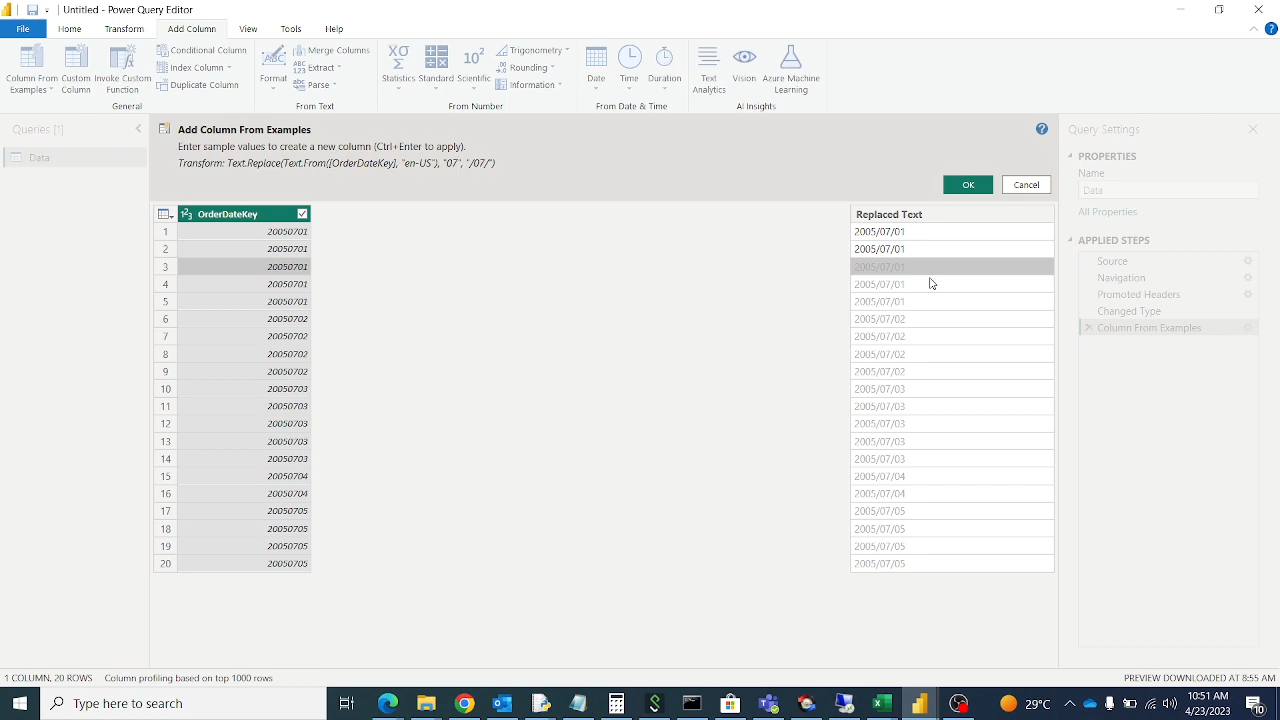 Untitled - Power Query Editor
File
Home
Transform
Add Column
View
Tools
Help
Column From
Examples
Custom
Column
Invoke Custom
Function
Conditional Column
Index Column
Duplicate Column
General
Format
ABC
Merge Columns
ABC
123
Extract
abc
Parse
From Text
Statistics
Standard
Scientific
Trigonometry
Rounding
Information
From Number
Date
Time
Duration
From Date & Time
Text
Analytics
Vision
Azure Machine
Learning
AI Insights
Queries [1]
Data
Add Column From Examples
Enter sample values to create a new column (Ctrl+Enter to apply).
Transform: Text.Replace(Text.From([OrderDateKey], "en-US"), "07", "/07/")
OK
Cancel
OrderDateKey
Replaced Text
1 20050701 2005/07/01
2 20050701 2005/07/01
3 20050701 2005/07/01
4 20050701 2005/07/01
5 20050701 2005/07/01
6 20050702 2005/07/02
7 20050702 2005/07/02
8 20050702 2005/07/02
9 20050702 2005/07/02
10 20050703 2005/07/03
11 20050703 2005/07/03
12 20050703 2005/07/03
13 20050703 2005/07/03
14 20050703 2005/07/03
15 20050704 2005/07/04
16 20050704 2005/07/04
17 20050705 2005/07/05
18 20050705 2005/07/05
19 20050705 2005/07/05
20 20050705 2005/07/05
Query Settings
PROPERTIES
Name
Data
All Properties
APPLIED STEPS
Source
Navigation
Promoted Headers
Changed Type
Column From Examples
1 COLUMN, 20 ROWS
Column profiling based on top 1000 rows
PREVIEW DOWNLOADED AT 8:55 AM
Type here to search
29°C
10:51 AM
4/23/2023